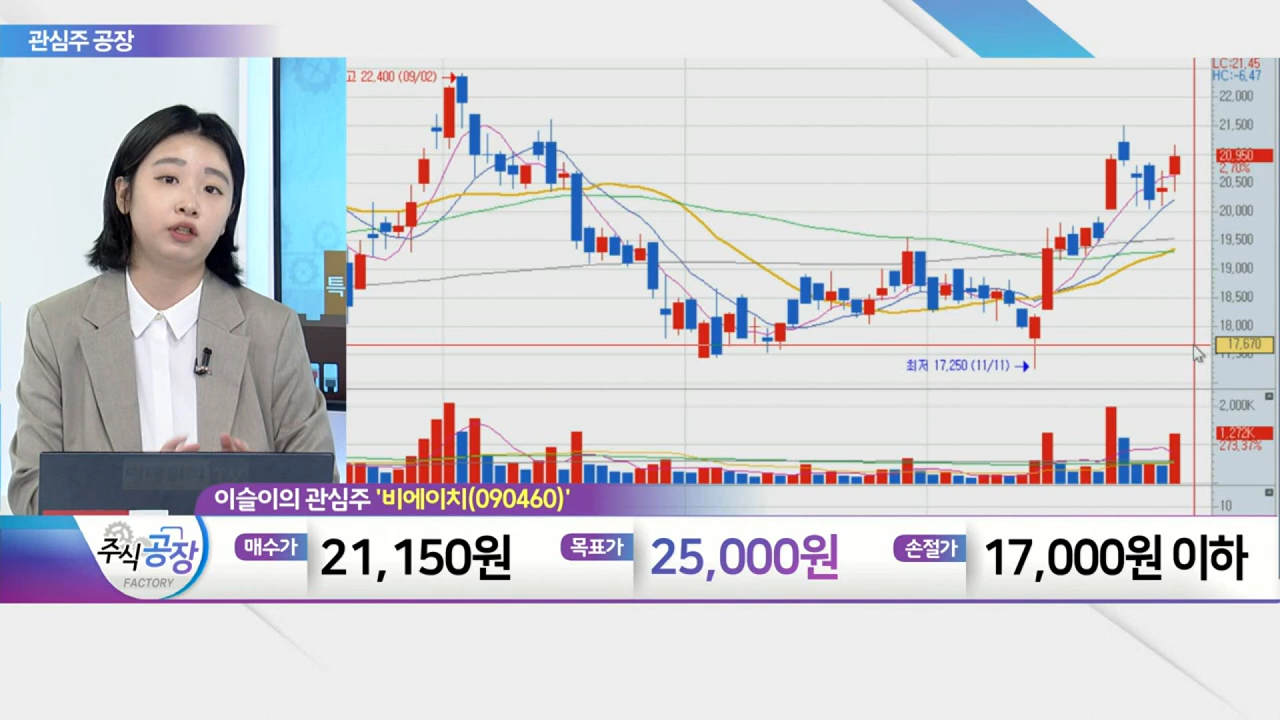 관심주 공장
고 22,400 (09/02)
LC:21,45
HC:-6,47
22,000
21,500
20,950
2,70%
20,500
20,000
19,500
19,000
18,500
18,000
17,670
특
최저 17,250 (11/11)
2,000K
1,272K
273,37%
10
이슬이의 관심주 '비에이치(090460)'
주식공장
FACTORY
매수가
21,150원
목표가
25,000원
손절가
17,000원 이하